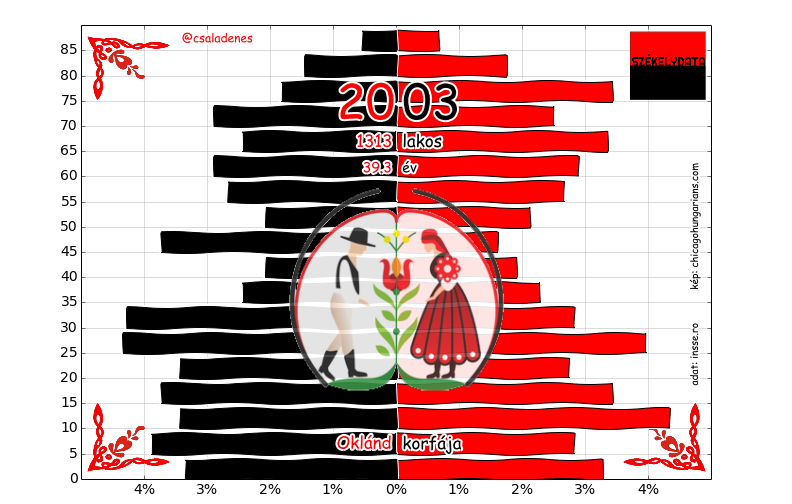 @csaladenes
SZÉKELYDATA
2003
1313 lakos
39.3 év
kép: chicagohungarians.com
adat: insse.ro
Oklánd korfája
85
80
75
70
65
60
55
50
45
40
35
30
25
20
15
10
5
0
4% 3% 2% 1% 0% 1% 2% 3% 4%